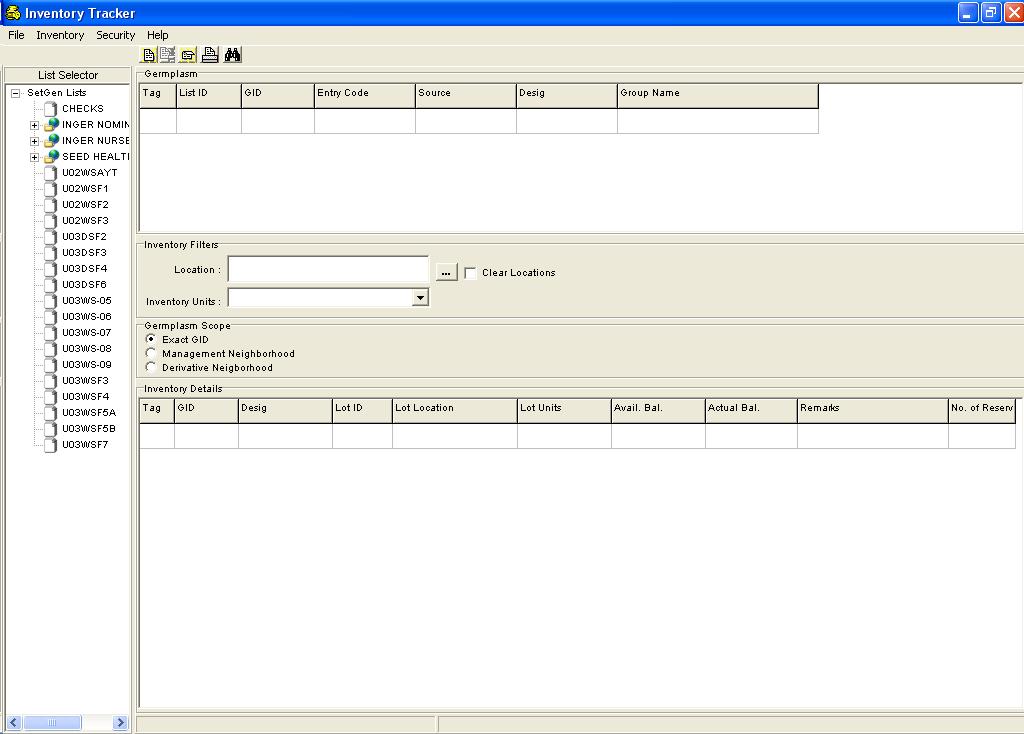 Inventory Tracker
File Inventory Security Help
List Selector
SetGen Lists
CHECKS
INGER NOMIN
INGER NURSE
SEED HEALTI
U02WSAYT
U02WSF1
U02WSF2
U02WSF3
U03DSF2
U03DSF3
U03DSF4
U03DSF6
U03WS-05
U03WS-06
U03WS-07
U03WS-08
U03WS-09
U03WSF3
U03WSF4
U03WSF5A
U03WSF5B
U03WSF7
Germplasm
Tag List ID GID Entry Code Source Desig Group Name
Inventory Filters
Location :
... Clear Locations
Inventory Units :
Germplasm Scope
Exact GID
Management Neighborhood
Derivative Neigborhood
Inventory Details
Tag GID Desig Lot ID Lot Location Lot Units Avail. Bal. Actual Bal. Remarks No. of Reserv